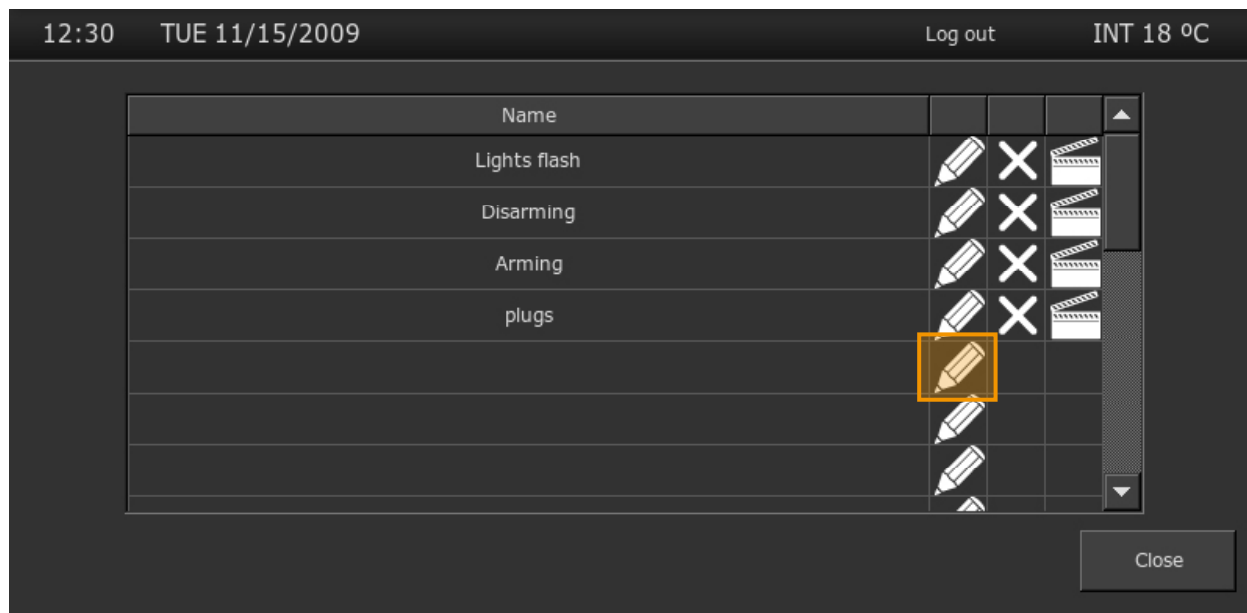 12:30 TUE 11/15/2009 Log out INT 18 ºC
Name
Lights flash
Disarming
Arming
plugs
Close